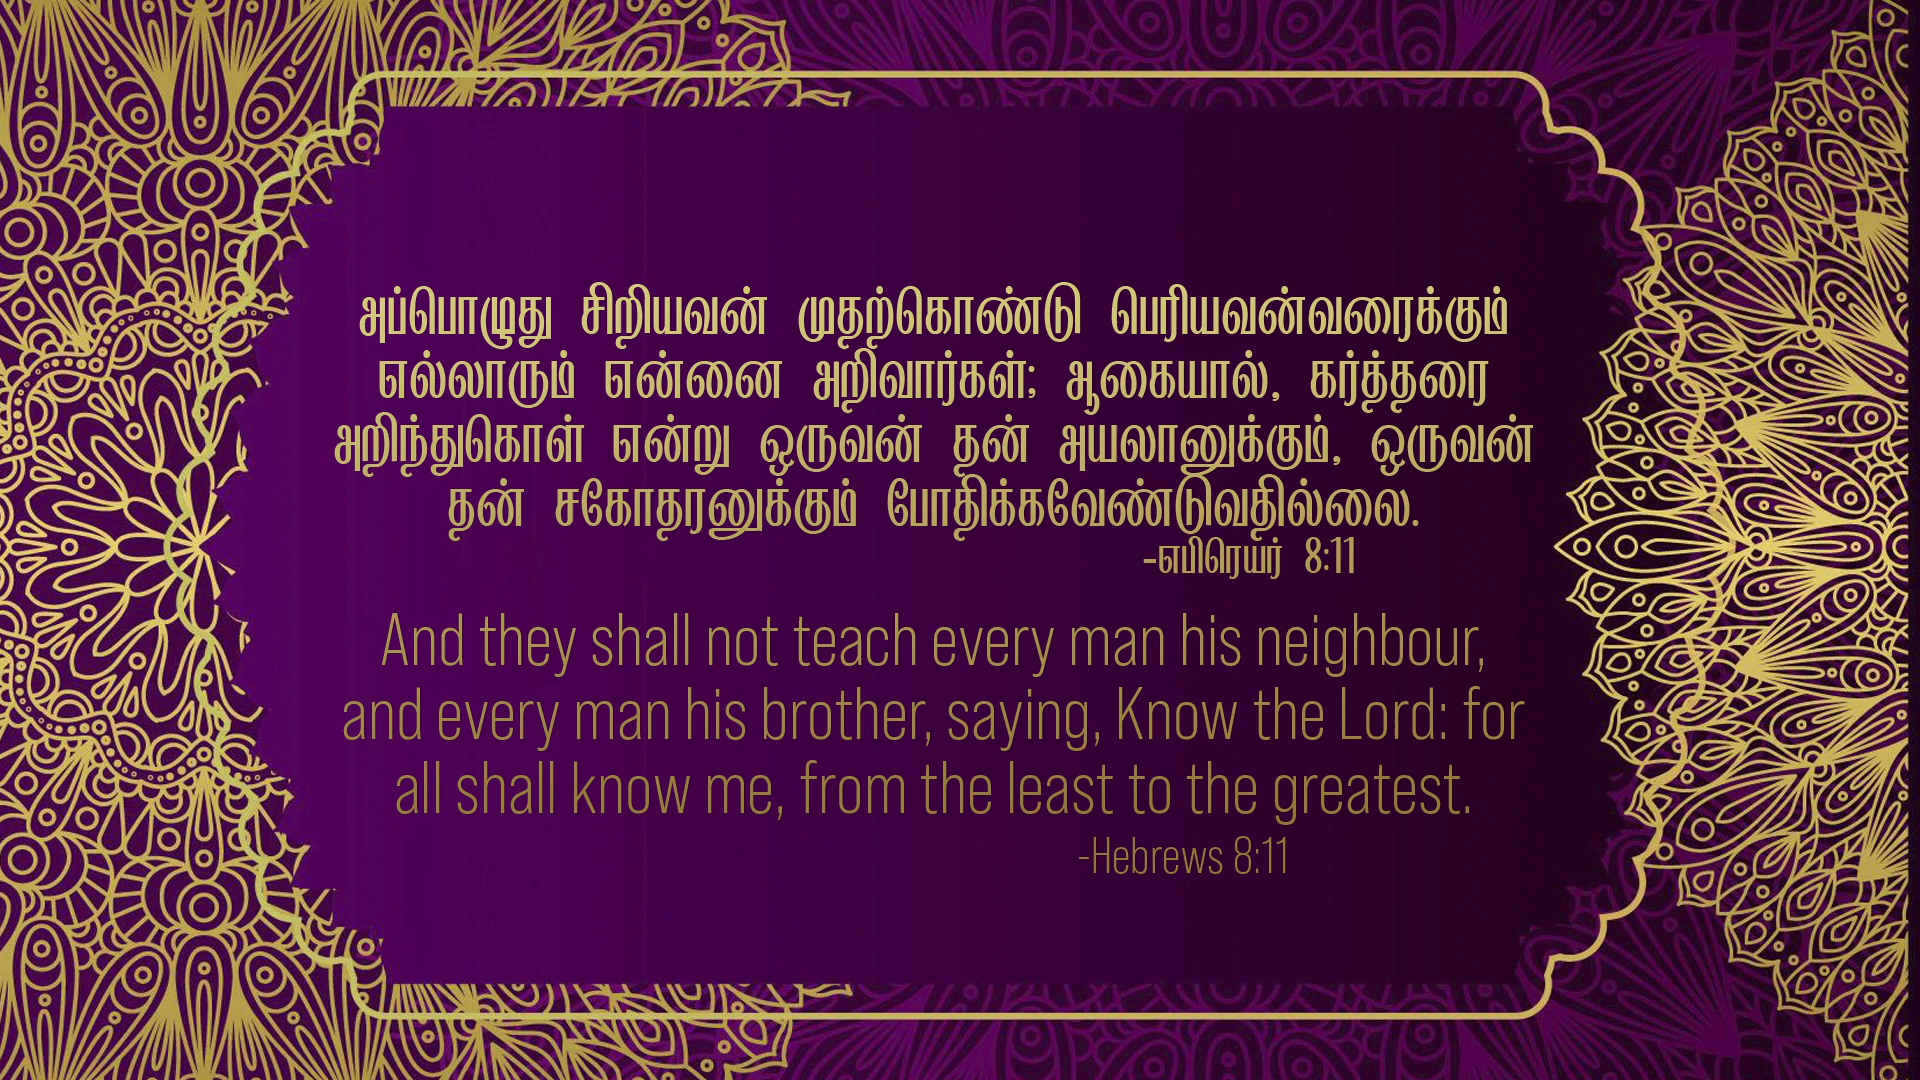 அப்பொழுது சிறியவன் முதற்கொண்டு பெரியவன்வரைக்கும்
எல்லாரும் என்னை அறிவார்கள்; ஆகையால், கர்த்தரை
அறிந்துகொள் என்று ஒருவன் தன் அயலானுக்கும், ஒருவன்
தன் சகோதரனுக்கும் போதிக்கவேண்டுவதில்லை.
-எபிரெயர் 8:11
And they shall not teach every man his neighbour,
and every man his brother, saying, Know the Lord: for
all shall know me, from the least to the greatest.
-Hebrews 8:11